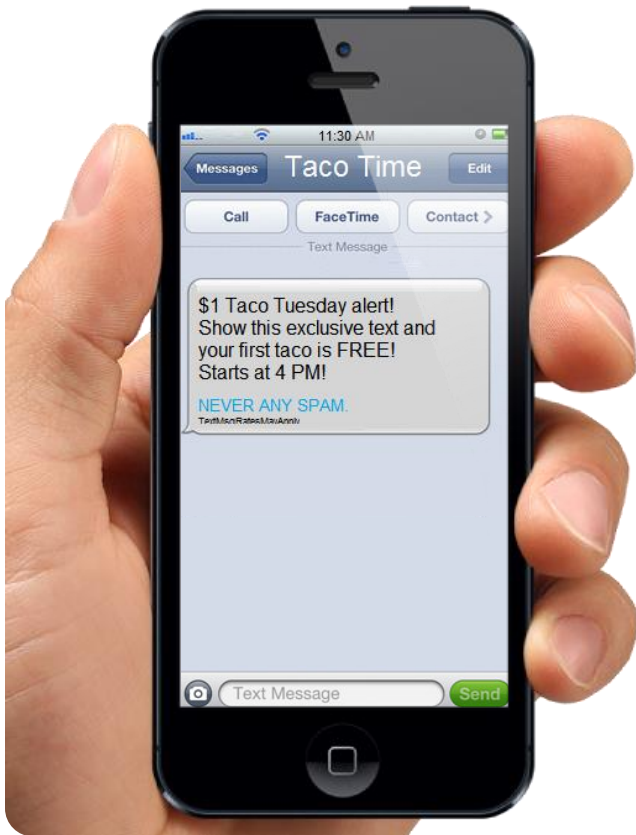 11:30 AM
Messages Taco Time Edit
Call FaceTime Contact
Text Message
$1 Taco Tuesday alert!
Show this exclusive text and
your first taco is FREE!
Starts at 4 PM!
NEVER ANY SPAM.
TextMsgRatesMayApply
Text Message Send